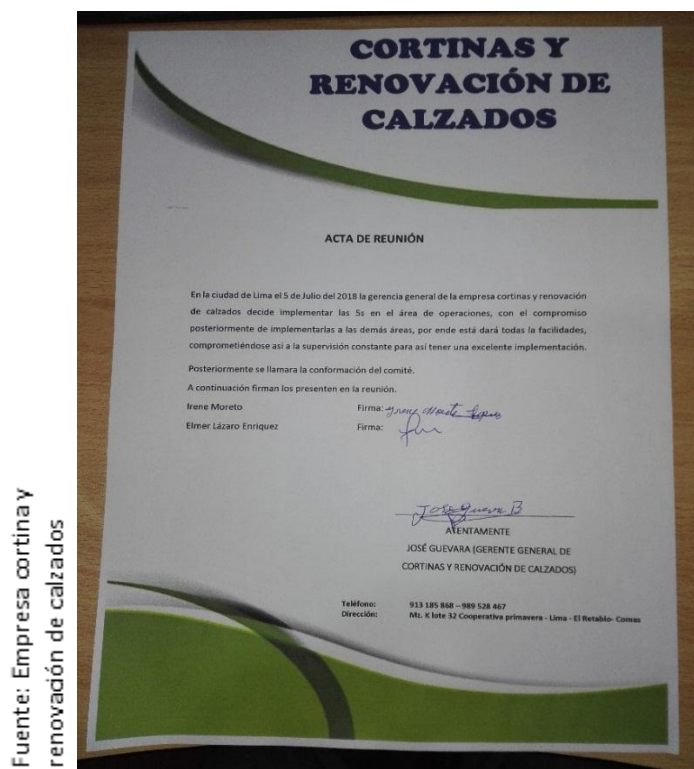 CORTINAS Y
RENOVACIÓN DE
CALZADOS
ACTA DE REUNIÓN
En la ciudad de Lima el 5 de Julio del 2018 la gerencia general de la empresa cortinas y renovación
de calzados decide implementar las 5s en el área de operaciones, con el compromiso
posteriormente de implementarlas a las demás áreas, por ende está dará todas la facilidades,
comprometiéndose así a la supervisión constante para así tener una excelente implementación.
Posteriormente se llamara la conformación del comité.
A continuación firman los presenten en la reunión.
Irene Moreto Firma:
Elmer Lázaro Enriquez Firma:
José Guevara B
ATENTAMENTE
JOSÉ GUEVARA (GERENTE GENERAL DE
CORTINAS Y RENOVACIÓN DE CALZADOS)
Teléfono: 913 185 868 – 989 528 467
Dirección: Mz. K lote 32 Cooperativa primavera - Lima - El Retablo- Comas
Fuente: Empresa cortina y
renovación de calzados